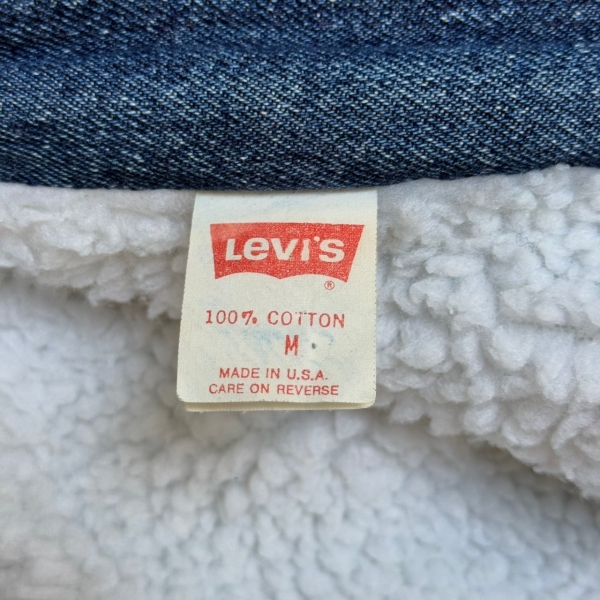 Levi's
®
100% COTTON
M
MADE IN U.S.A.
CARE ON REVERSE